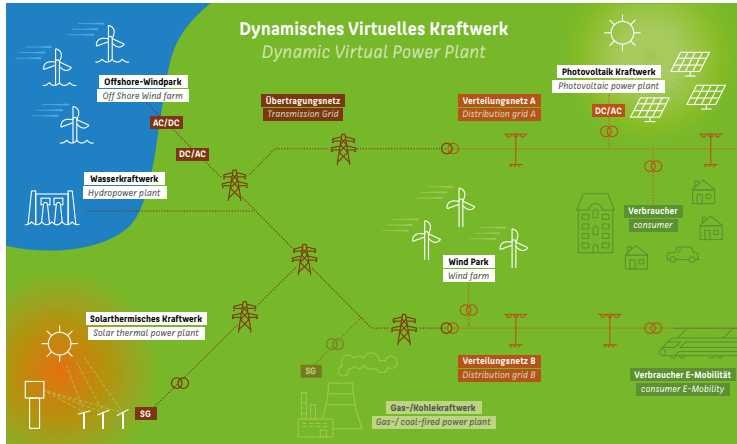 Dynamisches Virtuelles Kraftwerk
Dynamic Virtual Power Plant
Offshore-Windpark
Off Shore Wind farm
AC/DC
DC/AC
Übertragungsnetz
Transmission Grid
Verteilungsnetz A
Distribution grid A
Photovoltaik Kraftwerk
Photovoltaic power plant
DC/AC
Wasserkraftwerk
Hydropower plant
Verbraucher
consumer
Wind Park
Wind farm
Solarthermisches Kraftwerk
Solar thermal power plant
SG
SG
Verteilungsnetz B
Distribution grid B
Verbraucher E-Mobilität
consumer E-Mobility
Gas-/Kohlekraftwerk
Gas-/ coal-fired power plant